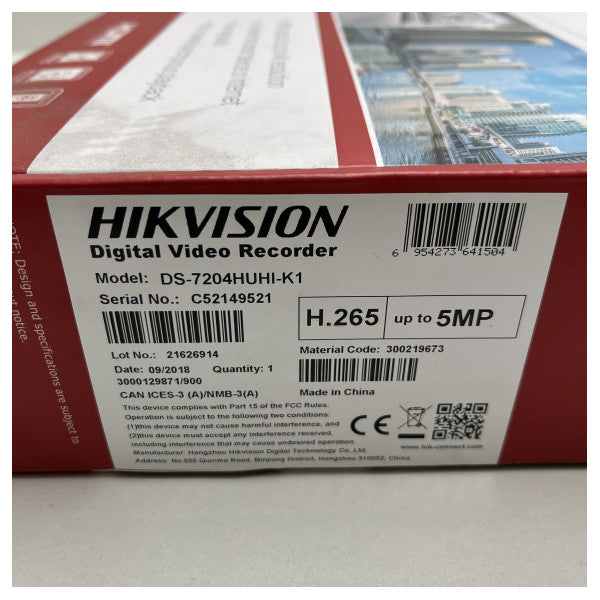 HIKVISION
Digital Video Recorder
6 954273 641504
Model: DS-7204HUHI-K1
Serial No.: C52149521
H.265 up to 5MP
Lot No.: 21626914
Material Code: 300219673
Date: 09/2018 Quantity: 1
3000129871/900
Made in China
CAN ICES-3 (A)/NMB-3(A)
This device complies with Part 15 of the FCC Rules.
Operation is subject to the following two conditions:
(1)this device may not cause harmful interference, and
(2)this device must accept any interference received,
including interference that may cause undesired operation.
CE
Manufacturer: Hangzhou Hikvision Digital Technology Co.,Ltd.
Address: No.555 Qianmo Road, Binjiang District, Hangzhou 310052, China
www.hik-connect.com
NOTE: Design and specifications are subject to
notice.